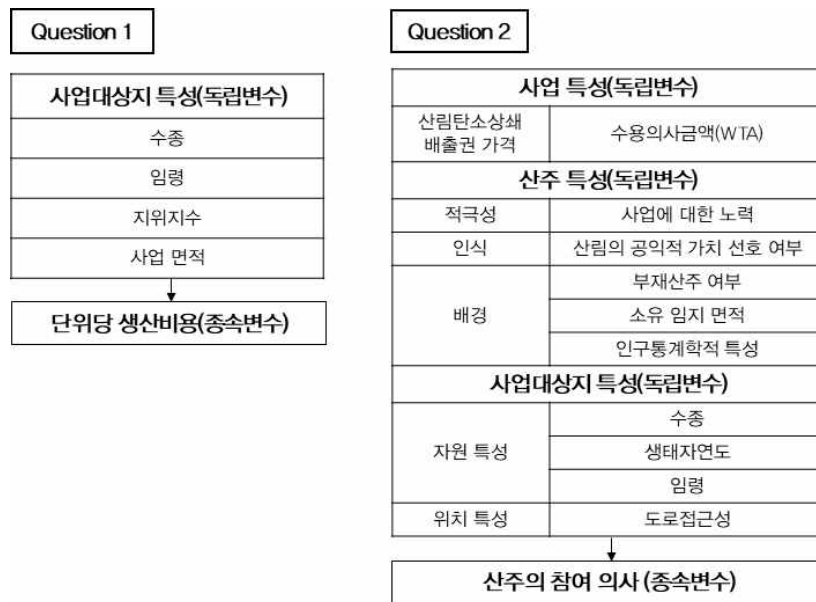 Question 1
사업대상지 특성(독립변수)
수종
임령
지위지수
사업 면적
단위당 생산비용(종속변수)
Question 2
사업 특성(독립변수)
산림탄소상쇄
배출권 가격
수용의사금액(WTA)
산주 특성(독립변수)
적극성
사업에 대한 노력
인식
산림의 공익적 가치 선호 여부
배경
부재산주 여부
소유 임지 면적
인구통계학적 특성
사업대상지 특성(독립변수)
자원 특성
수종
생태자연도
임령
위치 특성
도로접근성
산주의 참여 의사 (종속변수)